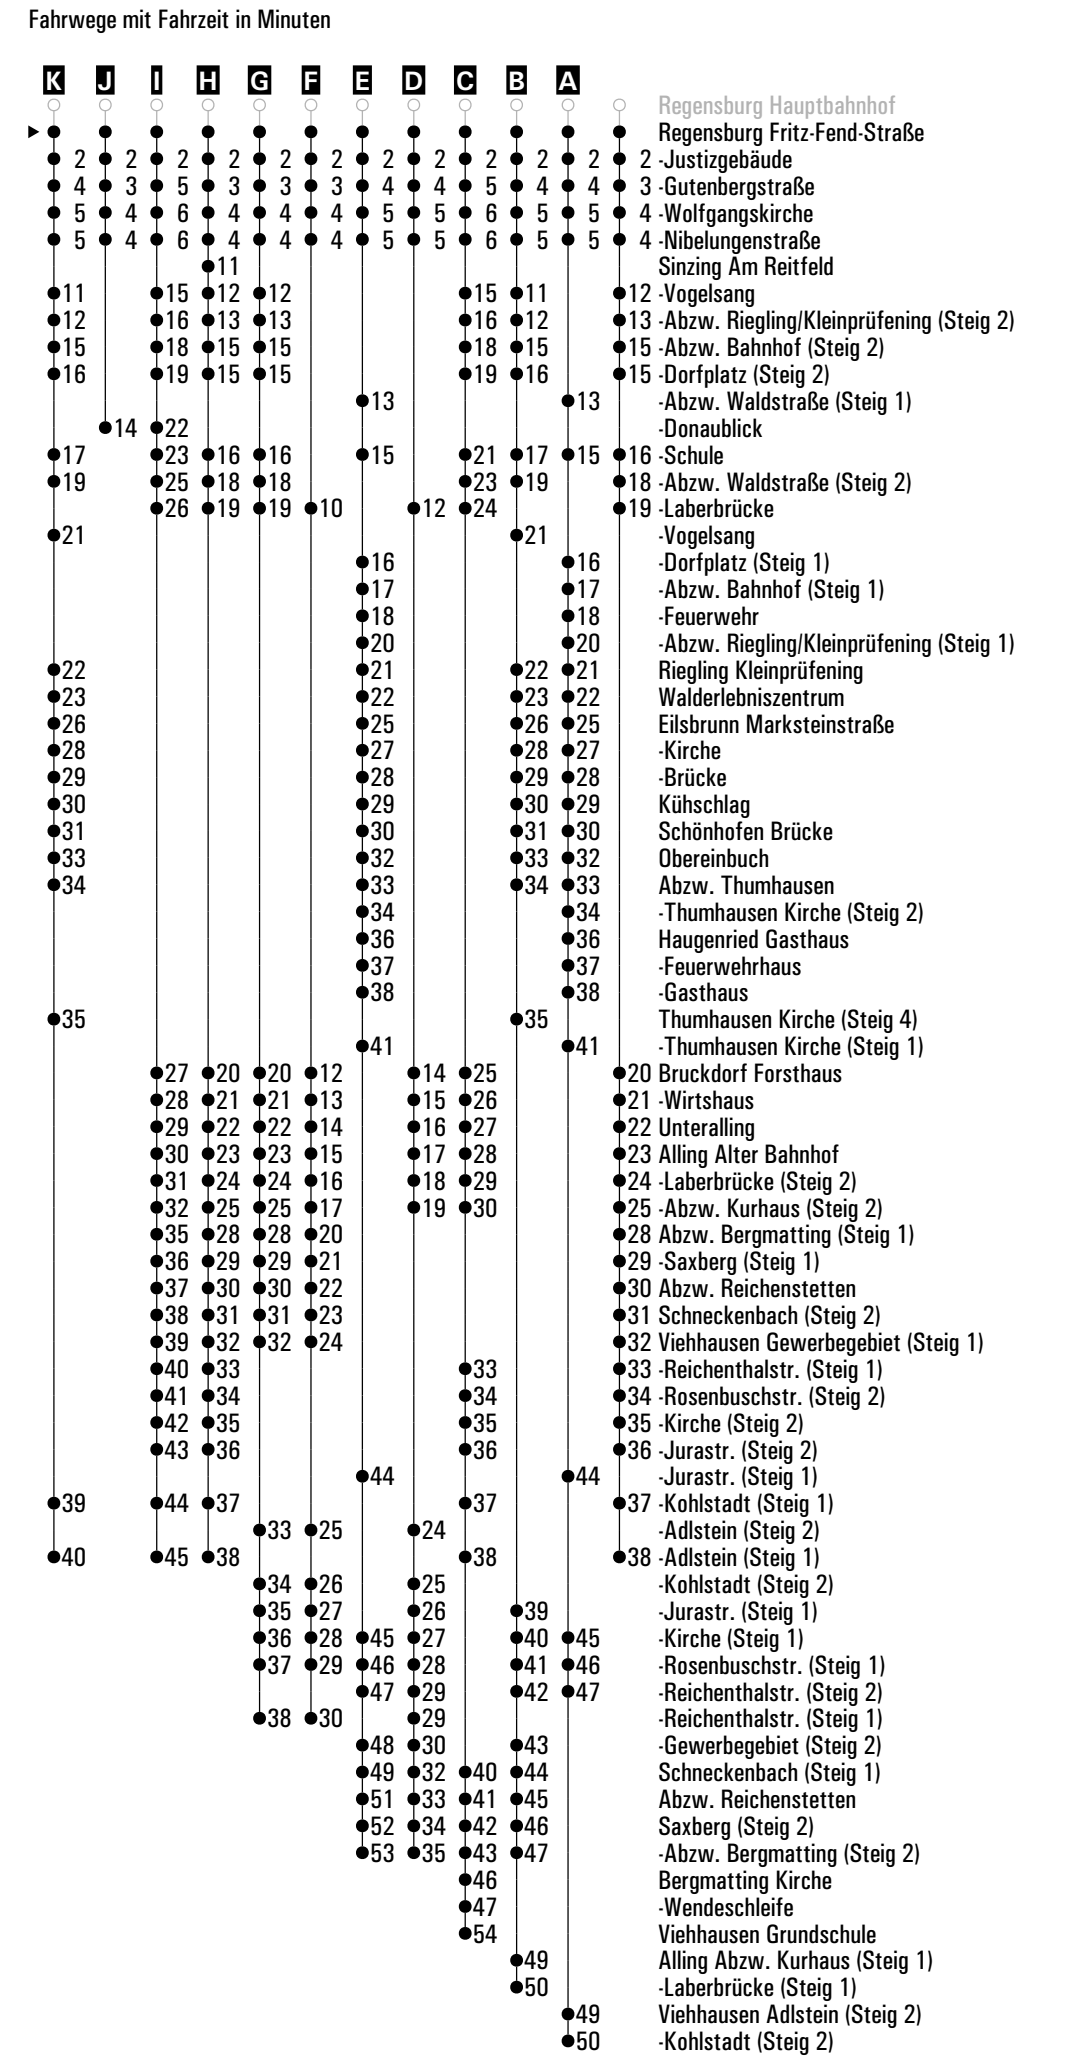 Fahrwege mit Fahrzeit in Minuten
K J I H G F E D C B A
Regensburg Hauptbahnhof
Regensburg Fritz-Fend-Straße
2 2 2 2 2 2 2 2 2 2 2 2 -Justizgebäude
4 3 5 3 3 3 4 4 5 4 4 3 -Gutenbergstraße
5 4 6 4 4 4 5 5 6 5 5 4 -Wolfgangskirche
5 4 6 4 4 4 5 5 6 5 5 4 -Nibelungenstraße
11 Sinzing Am Reitfeld
11 15 12 12 15 11 12 -Vogelsang
12 16 13 13 16 12 13 -Abzw. Riegling/Kleinprüfening (Steig 2)
15 18 15 15 18 15 15 -Abzw. Bahnhof (Steig 2)
16 19 15 15 19 16 15 -Dorfplatz (Steig 2)
13 13 -Abzw. Waldstraße (Steig 1)
14 22 -Donaublick
17 23 16 16 15 21 17 15 16 -Schule
19 25 18 18 23 19 18 -Abzw. Waldstraße (Steig 2)
26 19 19 10 12 24 19 -Laberbrücke
21 21 -Vogelsang
16 16 -Dorfplatz (Steig 1)
17 17 -Abzw. Bahnhof (Steig 1)
18 18 -Feuerwehr
20 20 -Abzw. Riegling/Kleinprüfening (Steig 1)
22 21 22 21 Riegling Kleinprüfening
23 22 23 22 Walderlebniszentrum
26 25 26 25 Eilsbrunn Marksteinstraße
28 27 28 27 -Kirche
29 28 29 28 -Brücke
30 29 30 29 Kühschlag
31 30 31 30 Schönhofen Brücke
33 32 33 32 Obereinbuch
34 33 34 33 Abzw. Thumhausen
34 34 -Thumhausen Kirche (Steig 2)
36 36 Haugenried Gasthaus
37 37 -Feuerwehrhaus
38 38 -Gasthaus
35 35 Thumhausen Kirche (Steig 4)
41 41 -Thumhausen Kirche (Steig 1)
27 20 20 12 14 25 20 Bruckdorf Forsthaus
28 21 21 13 15 26 21 -Wirtshaus
29 22 22 14 16 27 22 Unteralling
30 23 23 15 17 28 23 Alling Alter Bahnhof
31 24 24 16 18 29 24 -Laberbrücke (Steig 2)
32 25 25 17 19 30 25 -Abzw. Kurhaus (Steig 2)
35 28 28 20 28 Abzw. Bergmatting (Steig 1)
36 29 29 21 29 -Saxberg (Steig 1)
37 30 30 22 30 Abzw. Reichenstetten
38 31 31 23 31 Schneckenbach (Steig 2)
39 32 32 24 32 Viehhausen Gewerbegebiet (Steig 1)
40 33 33 33 -Reichenthalstr. (Steig 1)
41 34 34 34 -Rosenbuschstr. (Steig 2)
42 35 35 35 -Kirche (Steig 2)
43 36 36 36 -Jurastr. (Steig 2)
44 44 -Jurastr. (Steig 1)
39 44 37 37 37 -Kohlstadt (Steig 1)
33 25 24 -Adlstein (Steig 2)
40 45 38 38 38 -Adlstein (Steig 1)
34 26 25 -Kohlstadt (Steig 2)
35 27 26 39 -Jurastr. (Steig 1)
36 28 45 27 40 45 -Kirche (Steig 1)
37 29 46 28 41 46 -Rosenbuschstr. (Steig 1)
47 29 42 47 -Reichenthalstr. (Steig 2)
38 30 29 -Reichenthalstr. (Steig 1)
48 30 43 -Gewerbegebiet (Steig 2)
49 32 40 44 Schneckenbach (Steig 1)
51 33 41 45 Abzw. Reichenstetten
52 34 42 46 Saxberg (Steig 2)
53 35 43 47 -Abzw. Bergmatting (Steig 2)
46 Bergmatting Kirche
47 -Wendeschleife
54 Viehhausen Grundschule
49 Alling Abzw. Kurhaus (Steig 1)
50 -Laberbrücke (Steig 1)
49 Viehhausen Adlstein (Steig 2)
50 -Kohlstadt (Steig 2)